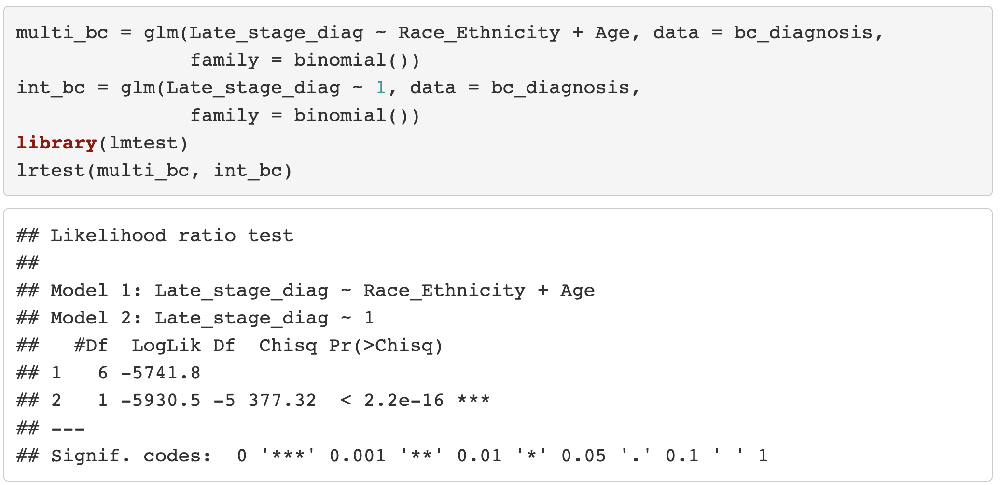 multi_bc = glm(Late_stage_diag ~ Race_Ethnicity + Age, data = bc_diagnosis,
               family = binomial())
int_bc = glm(Late_stage_diag ~ 1, data = bc_diagnosis,
               family = binomial())
library(lmtest)
lrtest(multi_bc, int_bc)
## Likelihood ratio test
##
## Model 1: Late_stage_diag ~ Race_Ethnicity + Age
## Model 2: Late_stage_diag ~ 1
##   #Df  LogLik Df  Chisq Pr(>Chisq)
## 1   6 -5741.8
## 2   1 -5930.5 -5 377.32  < 2.2e-16 ***
## ---
## Signif. codes:  0 '***' 0.001 '**' 0.01 '*' 0.05 '.' 0.1 ' ' 1